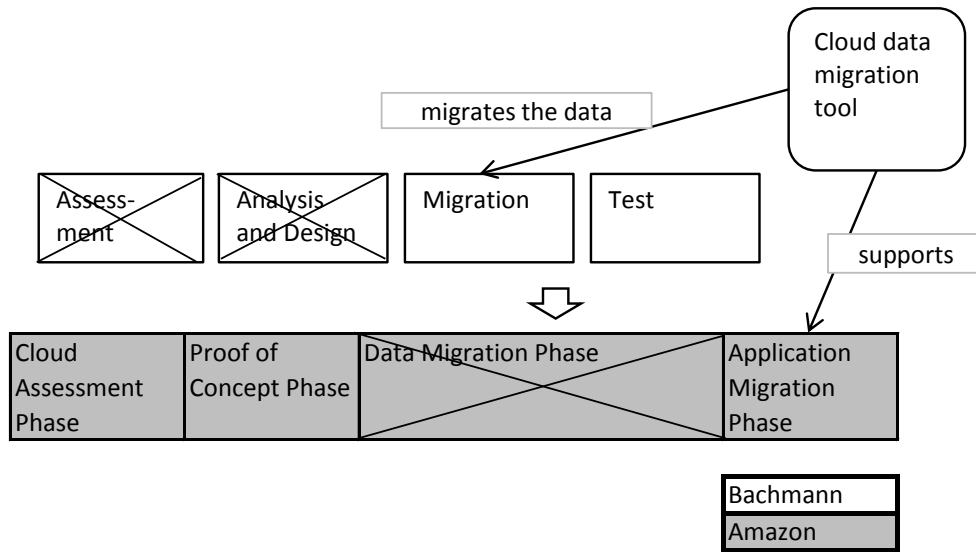 Cloud data
migration
tool
migrates the data
Assess-
ment
Analysis
and Design
Migration
Test
supports
Cloud
Assessment
Phase
Proof of
Concept Phase
Data Migration Phase
Application
Migration
Phase
Bachmann
Amazon